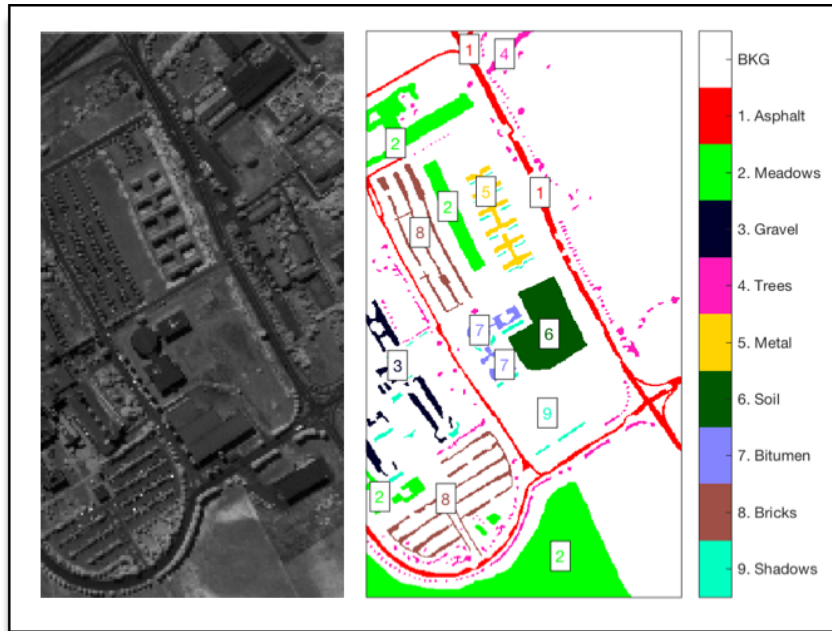 1
4
2
5
1
2
8
7
6
3
7
9
2
8
2
BKG
1. Asphalt
2. Meadows
3. Gravel
4. Trees
5. Metal
6. Soil
7. Bitumen
8. Bricks
9. Shadows